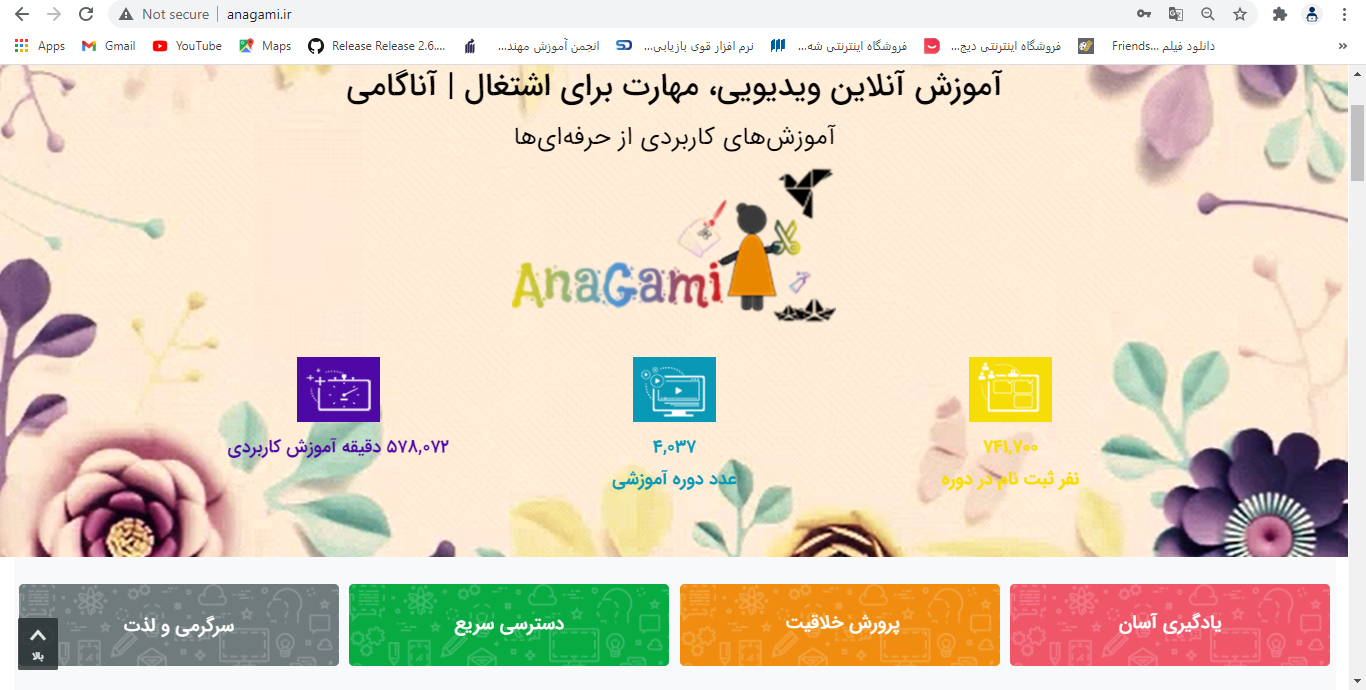 Not secure | anagami.ir
Apps Gmail YouTube Maps Release Release 2.6.... انجمن آموزش مهند... نرم افزار قوی بازیابی... فروشگاه اینترنتی شه... فروشگاه اینترنتی دیج... دانلود فیلم Friends... »
آموزش آنلاین ویدیویی، مهارت برای اشتغال | آناگامی
آموزش‌های کاربردی از حرفه‌ای‌ها
AnaGami
۷۴۱,۷۰۰
نفر ثبت نام در دوره
۴,۰۳۷
عدد دوره آموزشی
۵۷۸,۰۷۲ دقیقه آموزش کاربردی
یادگیری آسان
پرورش خلاقیت
دسترسی سریع
سرگرمی و لذت
بالا